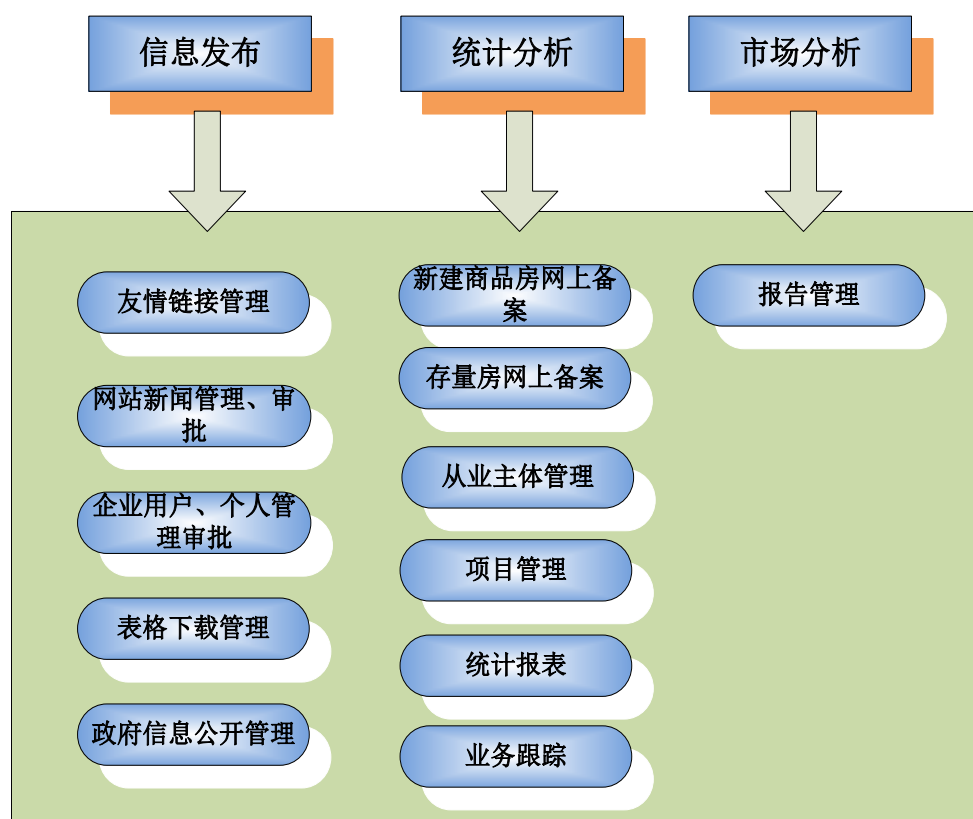 信息发布
统计分析
市场分析
友情链接管理
网站新闻管理、审
批
企业用户、个人管
理审批
表格下载管理
政府信息公开管理
新建商品房网上备
案
存量房网上备案
从业主体管理
项目管理
统计报表
业务跟踪
报告管理